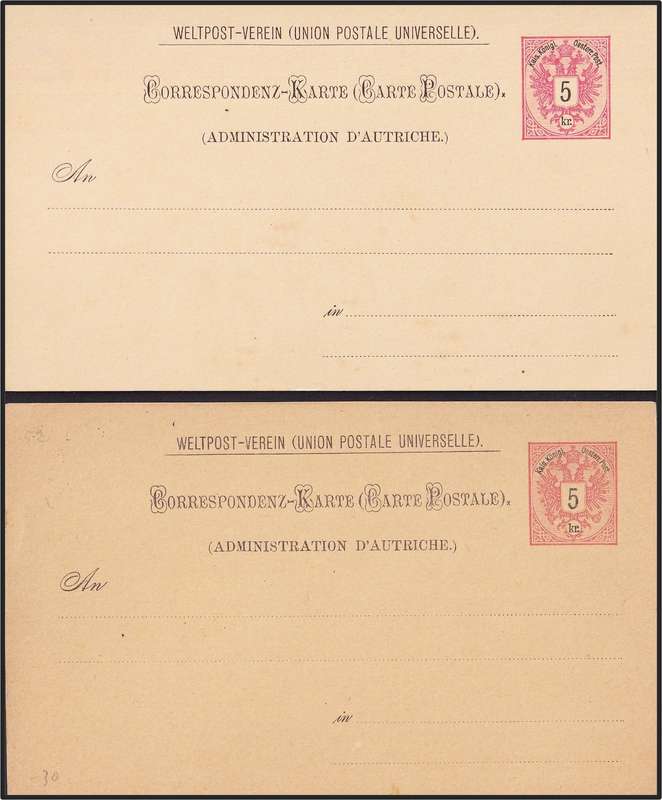 WELTPOST-VEREIN (UNION POSTALE UNIVERSELLE).
Kais. Königl. Oesterr. Post.
CORRESPONDENZ-KARTE (CARTE POSTALE).
5
kr.
(ADMINISTRATION D'AUTRICHE.)
An
in
WELTPOST-VEREIN (UNION POSTALE UNIVERSELLE).
Kais. Königl. Oesterr. Post.
CORRESPONDENZ-KARTE (CARTE POSTALE).
5
kr.
(ADMINISTRATION D'AUTRICHE.)
An
in
-30